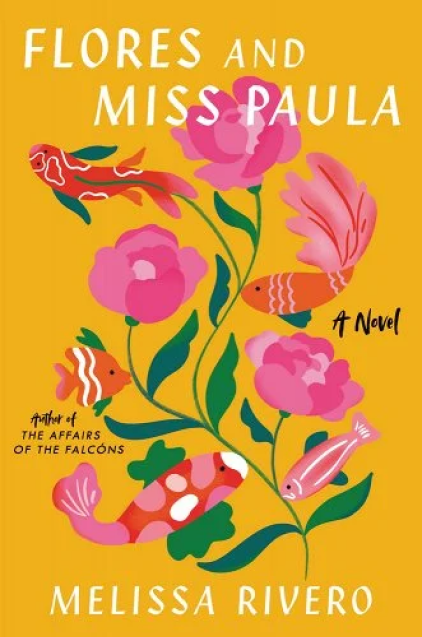 FLORES AND
MISS PAULA
A Novel
Author of
THE AFFAIRS
OF THE FALCÓNS
MELISSA RIVERO